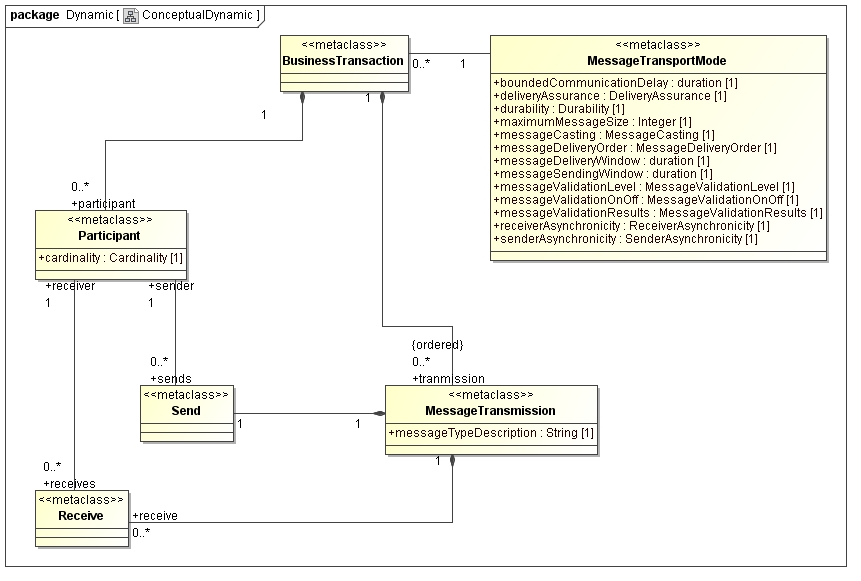 package Dynamic [ ConceptualDynamic ]
<<metaclass>>
BusinessTransaction
0..*
1
<<metaclass>>
MessageTransportMode
+boundedCommunicationDelay : duration [1]
+deliveryAssurance : DeliveryAssurance [1]
+durability : Durability [1]
+maximumMessageSize : Integer [1]
+messageCasting : MessageCasting [1]
+messageDeliveryOrder : MessageDeliveryOrder [1]
+messageDeliveryWindow : duration [1]
+messageSendingWindow : duration [1]
+messageValidationLevel : MessageValidationLevel [1]
+messageValidationOnOff : MessageValidationOnOff [1]
+messageValidationResults : MessageValidationResults [1]
+receiverAsynchronicity : ReceiverAsynchronicity [1]
+senderAsynchronicity : SenderAsynchronicity [1]
1
1
0..*
+participant
<<metaclass>>
Participant
+cardinality : Cardinality [1]
+receiver
1
+sender
1
{ordered}
0..*
+tranmission
0..*
+sends
<<metaclass>>
Send
1
1
<<metaclass>>
MessageTransmission
+messageTypeDescription : String [1]
1
0..*
+receives
<<metaclass>>
Receive
+receive
0..*